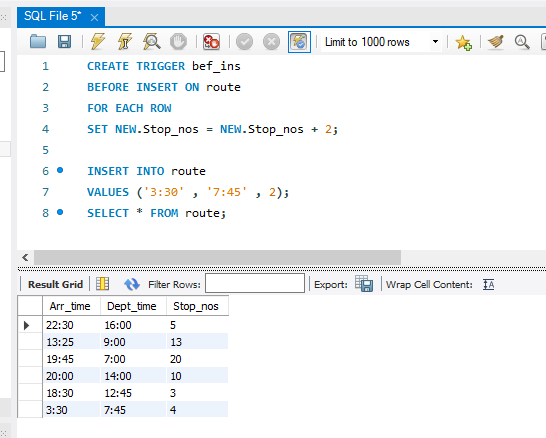 SQL File 5*
Limit to 1000 rows
1 CREATE TRIGGER bef_ins
2 BEFORE INSERT ON route
3 FOR EACH ROW
4 SET NEW.Stop_nos = NEW.Stop_nos + 2;
5
6 INSERT INTO route
7 VALUES ('3:30' , '7:45' , 2);
8 SELECT * FROM route;
Result Grid Filter Rows: Export: Wrap Cell Content: IA
Arr_time Dept_time Stop_nos
22:30 16:00 5
13:25 9:00 13
19:45 7:00 20
20:00 14:00 10
18:30 12:45 3
3:30 7:45 4